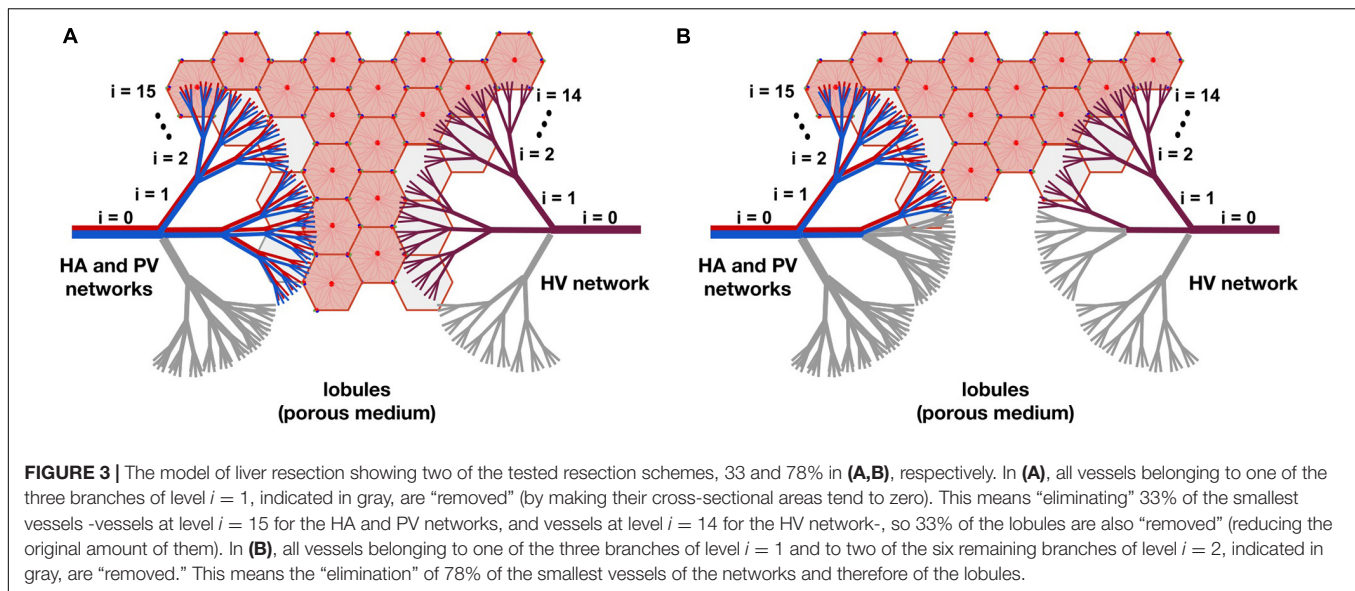 A
B
i = 15
i = 14
i = 2
i = 2
i = 1
i = 1
i = 0
i = 0
HA and PV
networks
HV network
lobules
(porous medium)
i = 15
i = 14
i = 2
i = 2
i = 1
i = 1
i = 0
i = 0
HA and PV
networks
HV network
lobules
(porous medium)
FIGURE 3 | The model of liver resection showing two of the tested resection schemes, 33 and 78% in (A,B), respectively. In (A), all vessels belonging to one of the
three branches of level i = 1, indicated in gray, are “removed” (by making their cross-sectional areas tend to zero). This means “eliminating” 33% of the smallest
vessels -vessels at level i = 15 for the HA and PV networks, and vessels at level i = 14 for the HV network-, so 33% of the lobules are also “removed” (reducing the
original amount of them). In (B), all vessels belonging to one of the three branches of level i = 1 and to two of the six remaining branches of level i = 2, indicated in
gray, are “removed.” This means the “elimination” of 78% of the smallest vessels of the networks and therefore of the lobules.